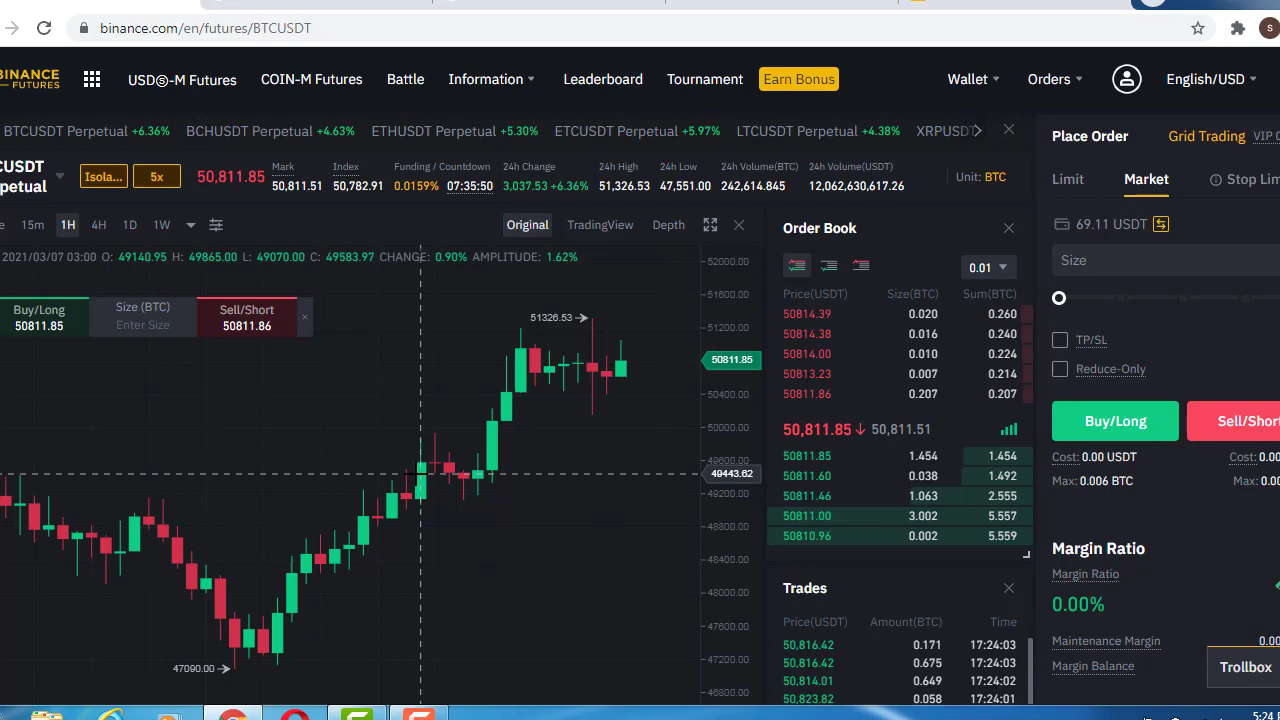 binance.com/en/futures/BTCUSDT
S
BINANCE
FUTURES
USDⓈ-M Futures
COIN-M Futures
Battle
Information
Leaderboard
Tournament
Earn Bonus
Wallet
Orders
English/USD
BTCUSDT Perpetual +6.36%
BCHUSDT Perpetual +4.63%
ETHUSDT Perpetual +5.30%
ETCUSDT Perpetual +5.97%
LTCUSDT Perpetual +4.38%
XRPUSDT
CUSDT
rpetual
Isola...
5x
50,811.85
Mark
50,811.51
Index
50,782.91
Funding / Countdown
0.0159% 07:35:50
24h Change
3,037.53 +6.36%
24h High
51,326.53
24h Low
47,551.00
24h Volume(BTC)
242,614.845
24h Volume(USDT)
12,062,630,617.26
Unit: BTC
e
15m
1H
4H
1D
1W
Original
TradingView
Depth
2021/03/07 03:00 O: 49140.95 H: 49865.00 L: 49070.00 C: 49583.97 CHANGE: 0.90% AMPLITUDE: 1.62%
Buy/Long
50811.85
Size (BTC)
Enter Size
Sell/Short
50811.86
×
51326.53
47090.00
52000.00
51600.00
51200.00
50811.85
50400.00
50000.00
49600.00
49443.62
49200.00
48800.00
48400.00
48000.00
47600.00
47200.00
46800.00
Order Book
0.01
Price(USDT) Size(BTC) Sum(BTC)
50814.39 0.020 0.260
50814.38 0.016 0.240
50814.00 0.010 0.224
50813.23 0.007 0.214
50811.86 0.207 0.207
50,811.85 50,811.51
50811.85 1.454 1.454
50811.60 0.038 1.492
50811.46 1.063 2.555
50811.00 3.002 5.557
50810.96 0.002 5.559
Trades
Price(USDT) Amount(BTC) Time
50,816.42 0.171 17:24:03
50,816.42 0.675 17:24:03
50,814.01 0.649 17:24:02
50,823.82 0.058 17:24:01
Place Order
Grid Trading
VIP
Limit
Market
Stop Lim
69.11 USDT
Size
TP/SL
Reduce-Only
Buy/Long
Sell/Short
Cost: 0.00 USDT
Cost: 0.0
Max: 0.006 BTC
Max: 0.00
Margin Ratio
Margin Ratio
0.00%
Maintenance Margin
0.00
Margin Balance
Trollbox
5:24